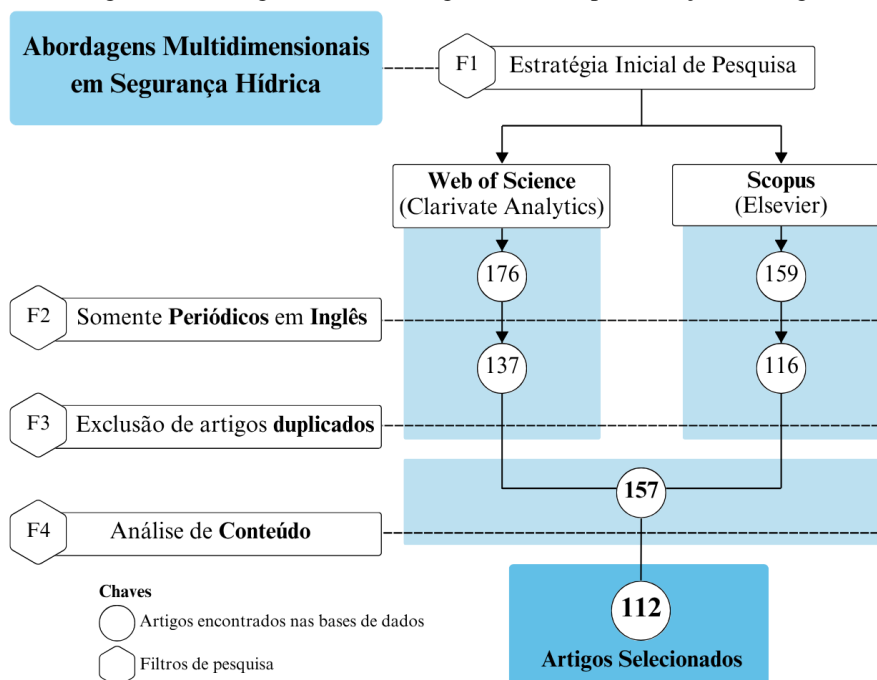 Abordagens Multidimensionais
em Segurança Hídrica
F1
Estratégia Inicial de Pesquisa
Web of Science
(Clarivate Analytics)
Scopus
(Elsevier)
176
159
F2
Somente Periódicos em Inglês
137
116
F3
Exclusão de artigos duplicados
157
F4
Análise de Conteúdo
Chaves
Artigos encontrados nas bases de dados
Filtros de pesquisa
112
Artigos Selecionados